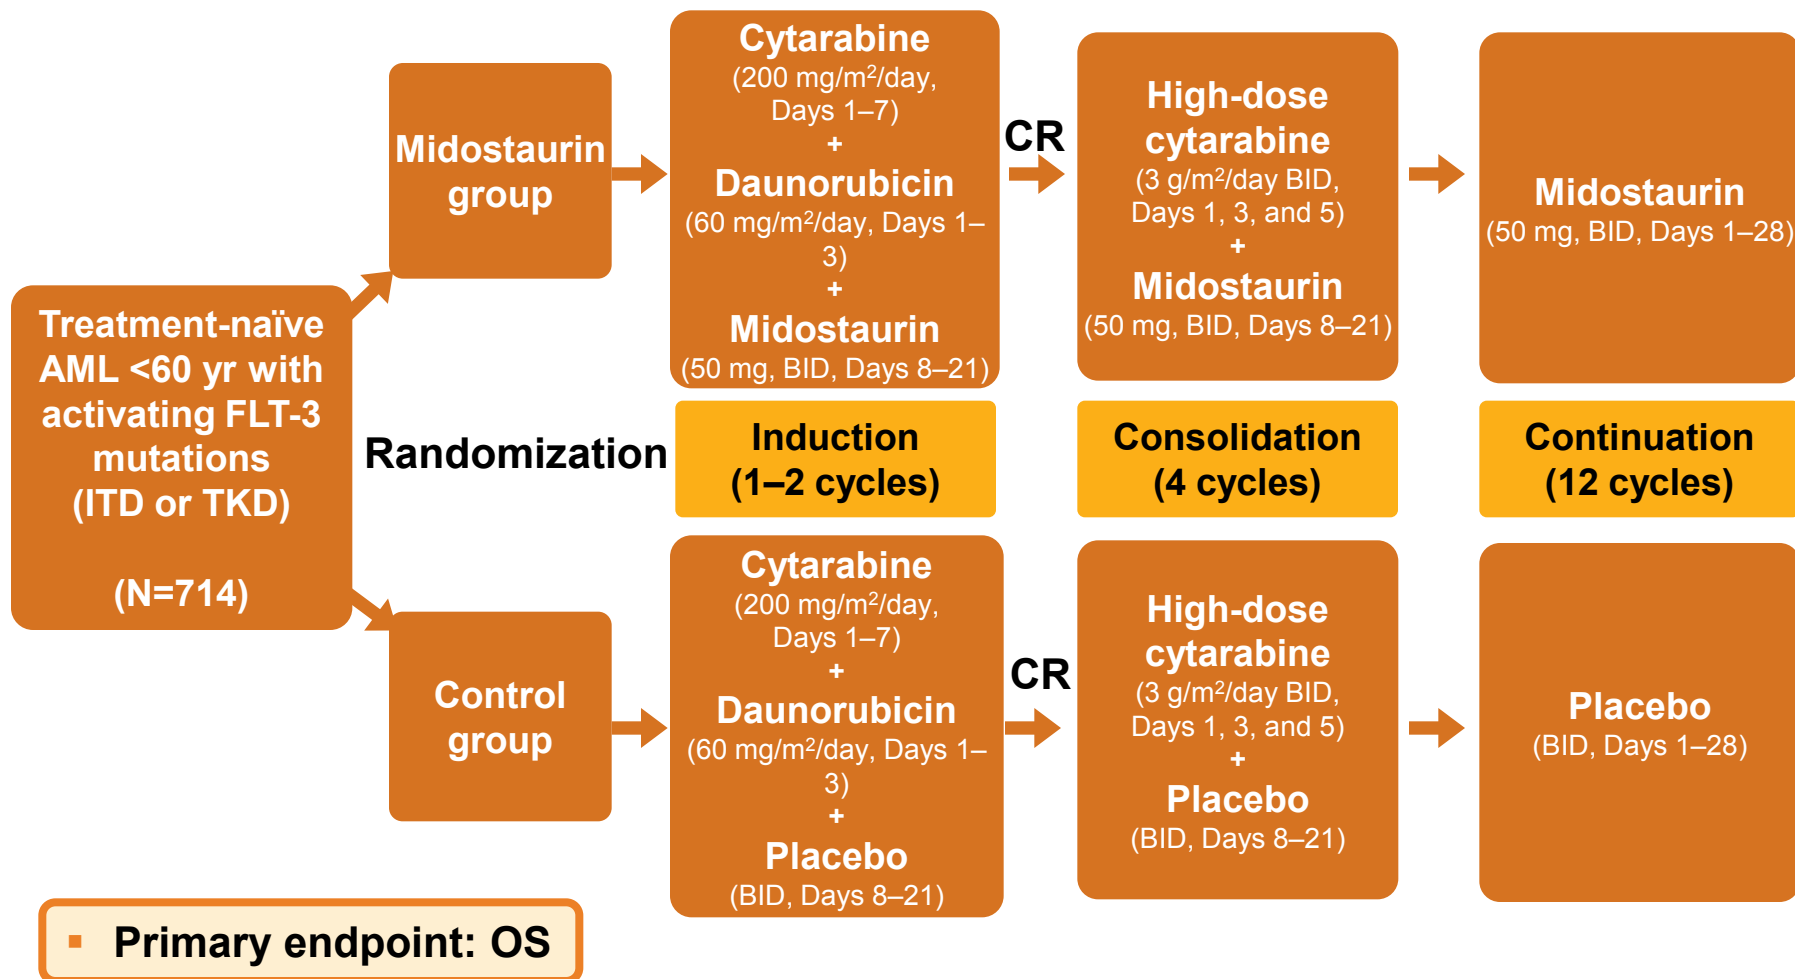 Treatment-naïve
AML <60 yr with
activating FLT-3
mutations
(ITD or TKD)
(N=714)
Randomization
Midostaurin
group
Cytarabine
(200 mg/m²/day,
Days 1–7)
+
Daunorubicin
(60 mg/m²/day, Days 1–
3)
+
Midostaurin
(50 mg, BID, Days 8–21)
CR
High-dose
cytarabine
(3 g/m²/day BID,
Days 1, 3, and 5)
+
Midostaurin
(50 mg, BID, Days 8–21)
Midostaurin
(50 mg, BID, Days 1–28)
Induction
(1–2 cycles)
Consolidation
(4 cycles)
Continuation
(12 cycles)
Control
group
Cytarabine
(200 mg/m²/day,
Days 1–7)
+
Daunorubicin
(60 mg/m²/day, Days 1–
3)
+
Placebo
(BID, Days 8–21)
CR
High-dose
cytarabine
(3 g/m²/day BID,
Days 1, 3, and 5)
+
Placebo
(BID, Days 8–21)
Placebo
(BID, Days 1–28)
▪ Primary endpoint: OS